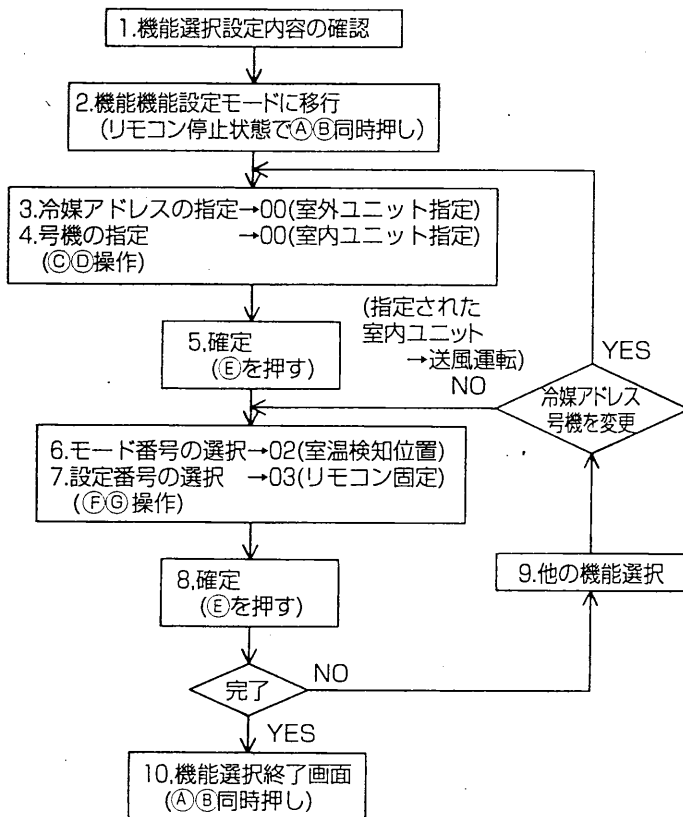 1.機能選択設定内容の確認
2.機能機能設定モードに移行
(リモコン停止状態でⒶⒷ同時押し)
3.冷媒アドレスの指定→00(室外ユニット指定)
4.号機の指定 →00(室内ユニット指定)
(ⒸⒹ操作)
(指定された
室内ユニット
→送風運転)
5,確定
(Ⓔを押す)
YES
NO
冷媒アドレス
号機を変更
6.モード番号の選択→02(室温検知位置)
7.設定番号の選択 →03(リモコン固定)
(ⒻⒼ操作)
8,確定
(Ⓔを押す)
9.他の機能選択
完了
NO
YES
10,機能選択終了画面
(ⒶⒷ同時押し)